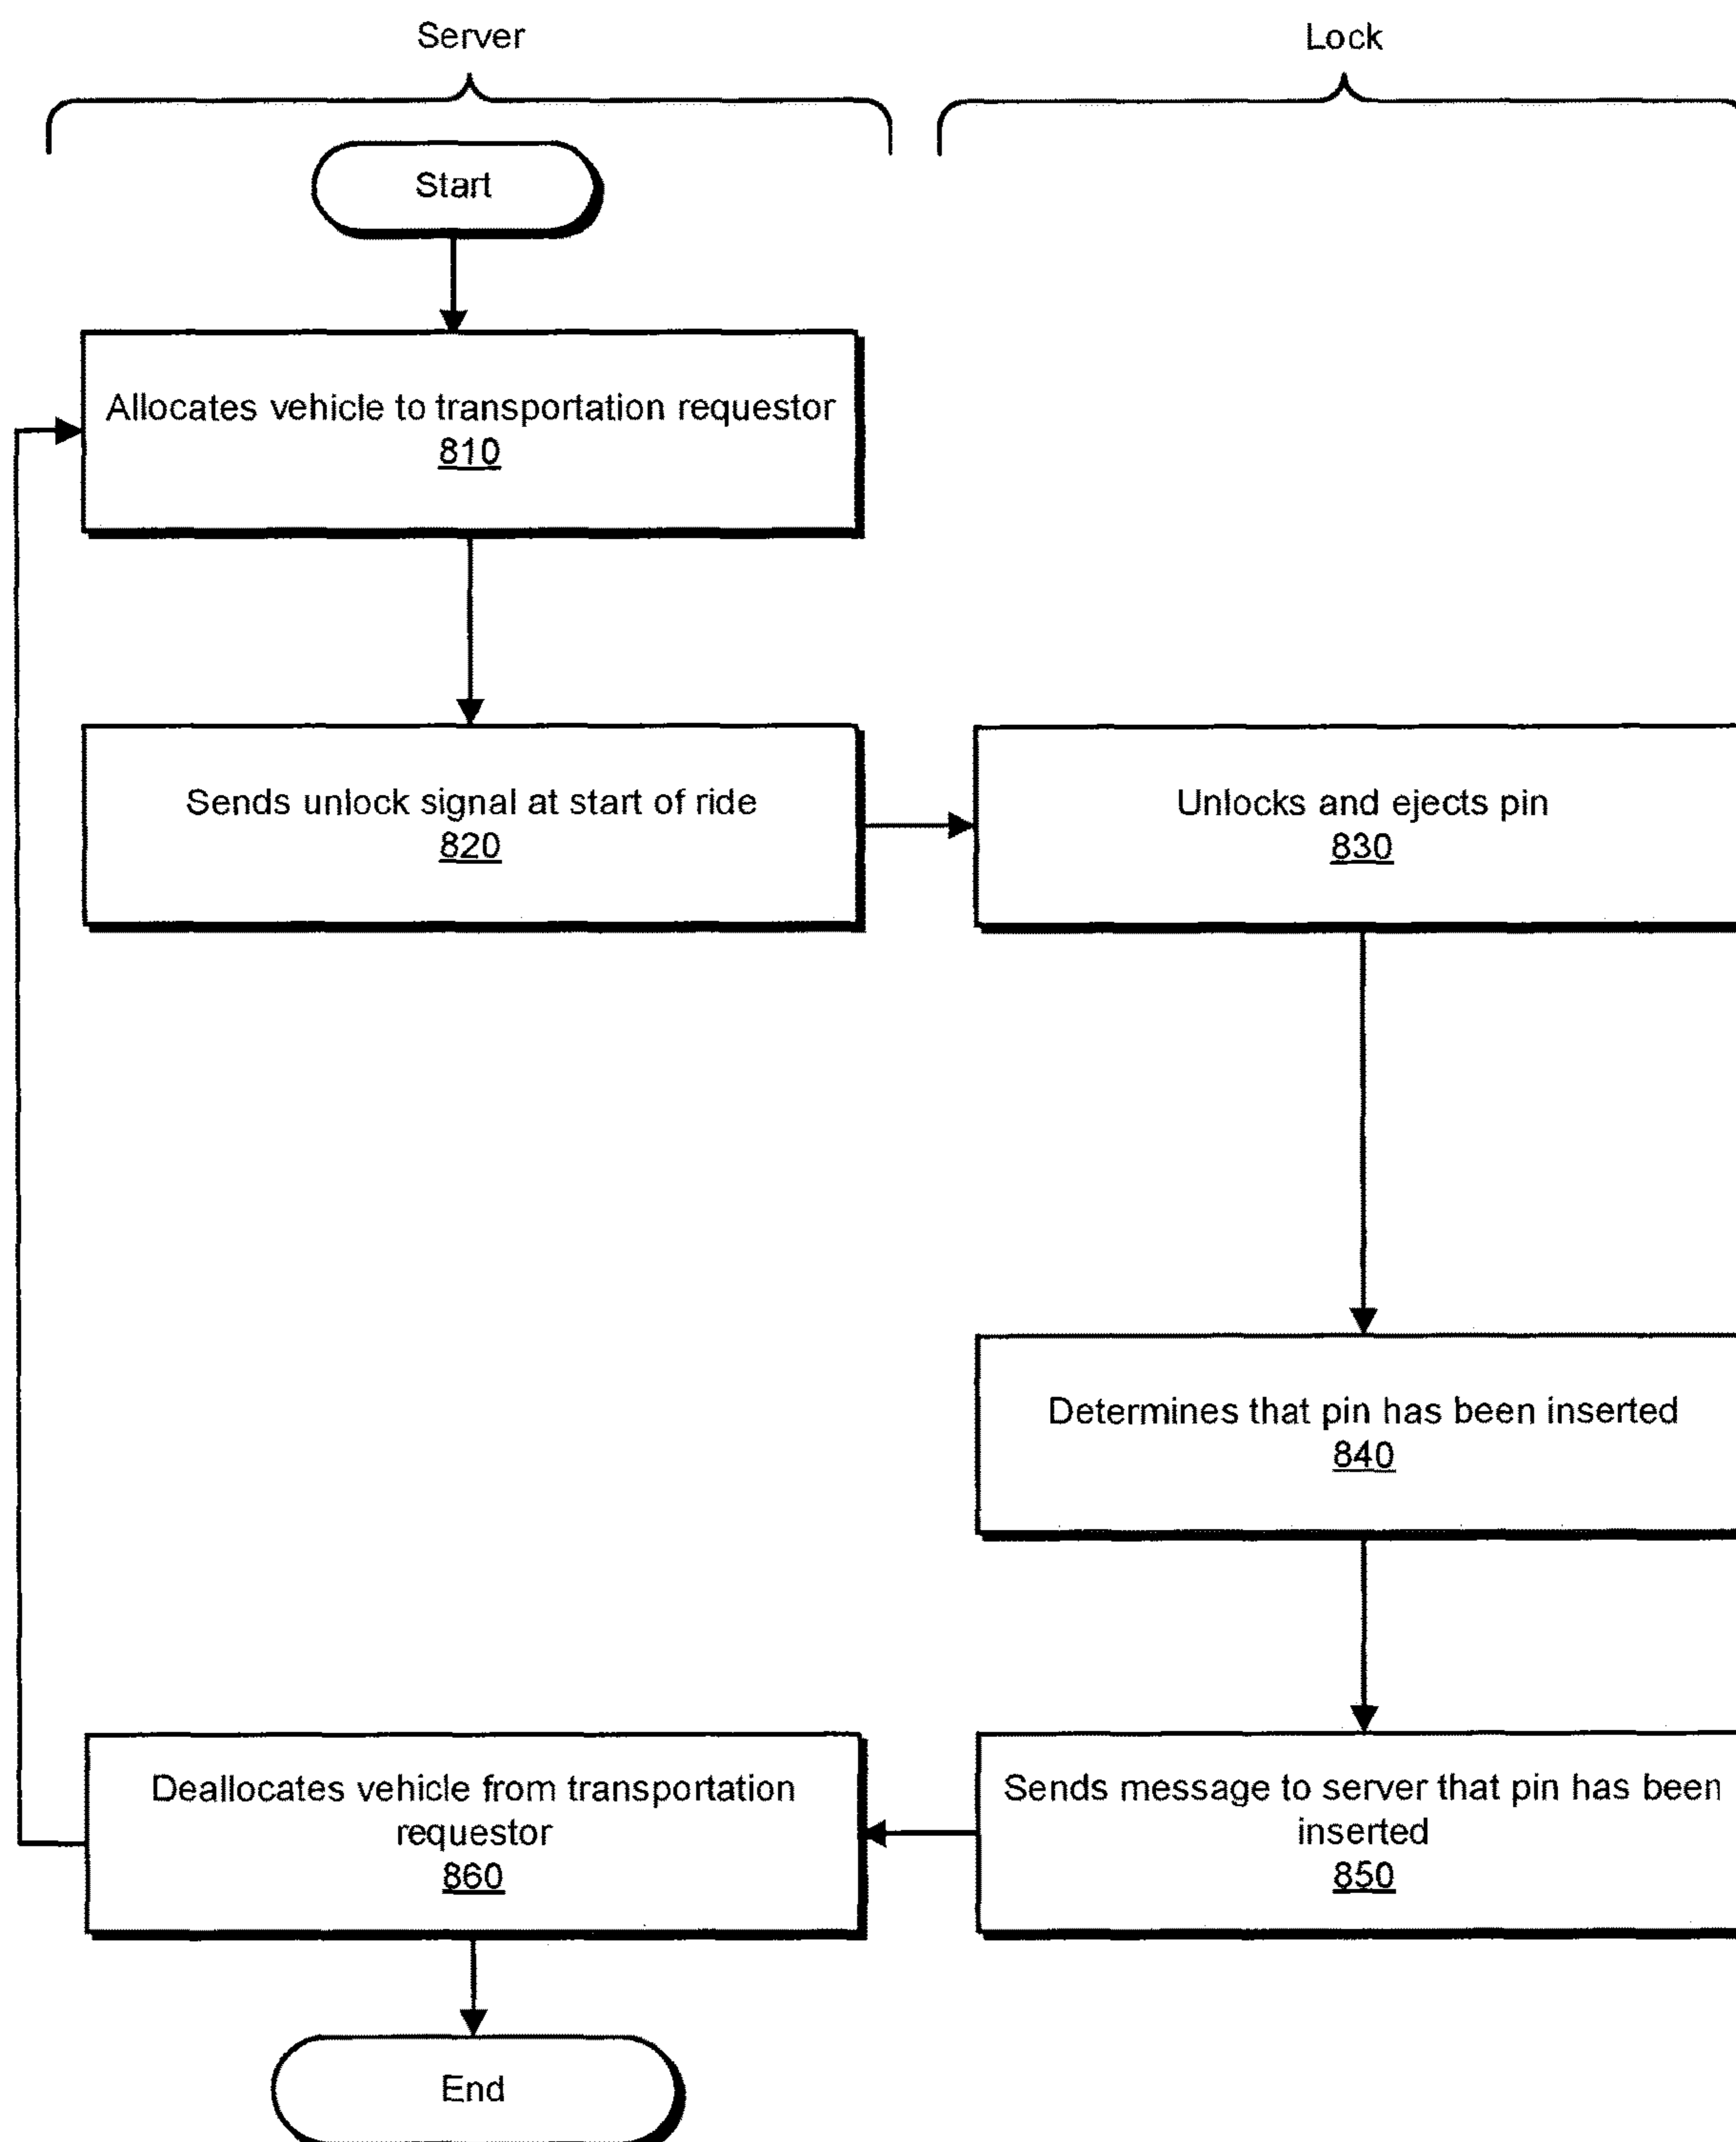 Server
Lock
Start
Allocates vehicle to transportation requestor
810
Sends unlock signal at start of ride
820
Unlocks and ejects pin
830
Determines that pin has been inserted
840
Deallocates vehicle from transportation
requestor
860
Sends message to server that pin has been
inserted
850
End